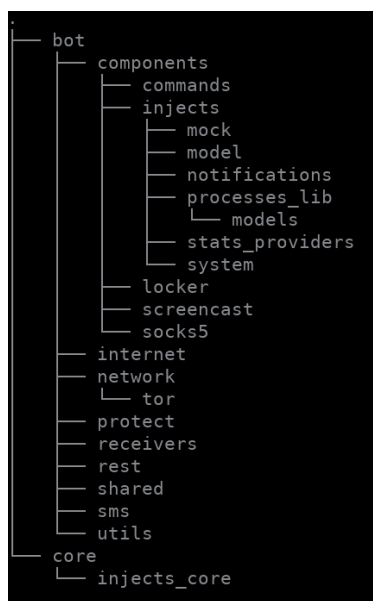 .
├── bot
│   ├── components
│   │   ├── commands
│   │   ├── injects
│   │   │   ├── mock
│   │   │   ├── model
│   │   │   ├── notifications
│   │   │   ├── processes_lib
│   │   │   │   └── models
│   │   │   ├── stats_providers
│   │   │   └── system
│   │   ├── locker
│   │   ├── screencast
│   │   └── socks5
│   ├── internet
│   ├── network
│   │   └── tor
│   ├── protect
│   ├── receivers
│   ├── rest
│   ├── shared
│   ├── sms
│   └── utils
└── core
    └── injects_core